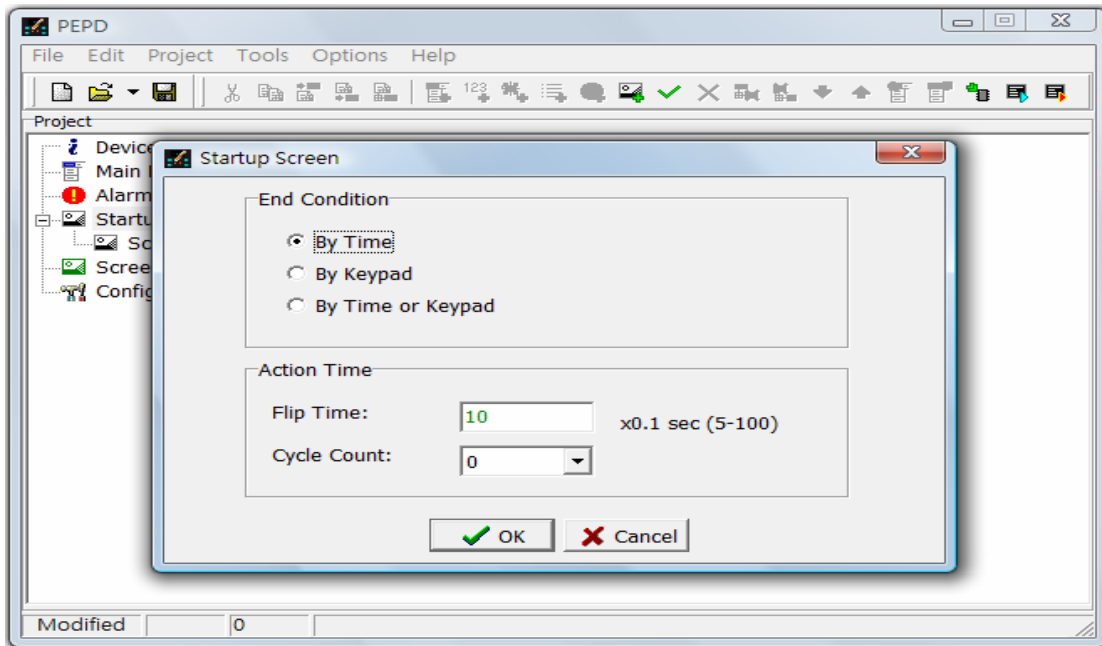 PEPD
File Edit Project Tools Options Help
Project
Device
Main
Alarm
Startu
Sc
Scree
Config
Startup Screen
End Condition
By Time
By Keypad
By Time or Keypad
Action Time
Flip Time: 10 x0.1 sec (5-100)
Cycle Count: 0
OK Cancel
Modified 0